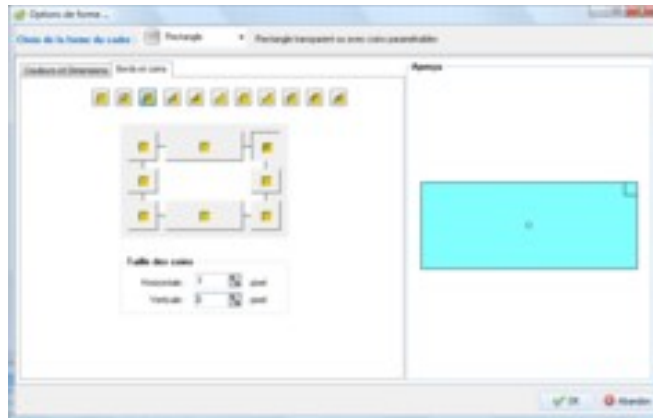 Options de forme ...
Choix de la forme du cadre
Rectangle
Rectangle transparent ou avec coins paramétrables
Couleurs et Dimensions
Bords et coins
Aperçu
Taille des coins
Horizontale
pixel
Verticale
pixel
OK
Abandon